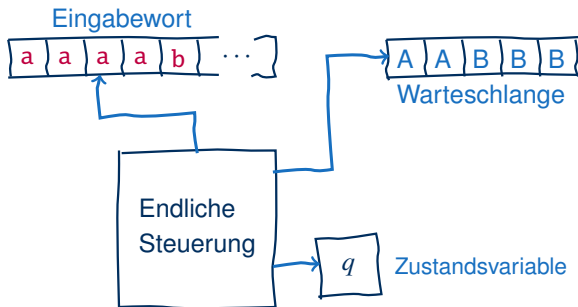 Eingabewort
a a a a b ...
A A B B B
Warteschlange
Endliche
Steuerung
q
Zustandsvariable